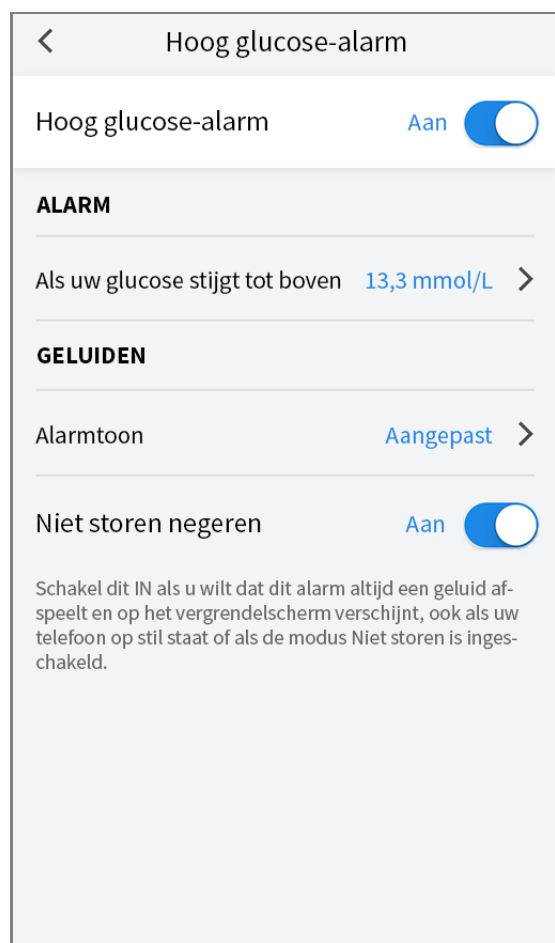 Hoog glucose-alarm
Hoog glucose-alarm Aan
ALARM
Als uw glucose stijgt tot boven 13,3 mmol/L
GELUIDEN
Alarmtoon Aangepast
Niet storen negeren Aan
Schakel dit IN als u wilt dat dit alarm altijd een geluid af-
speelt en op het vergrendelscherm verschijnt, ook als uw
telefoon op stil staat of als de modus Niet storen is inges-
chakeld.